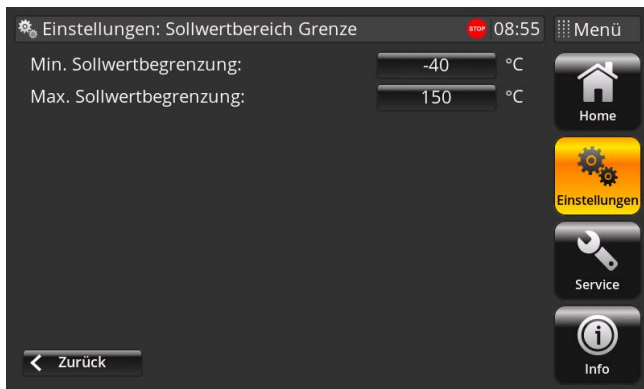 Einstellungen: Sollwertbereich Grenze STOP 08:55 Menü
Min. Sollwertbegrenzung: -40 °C
Max. Sollwertbegrenzung: 150 °C
Home
Einstellungen
Service
Zurück
Info